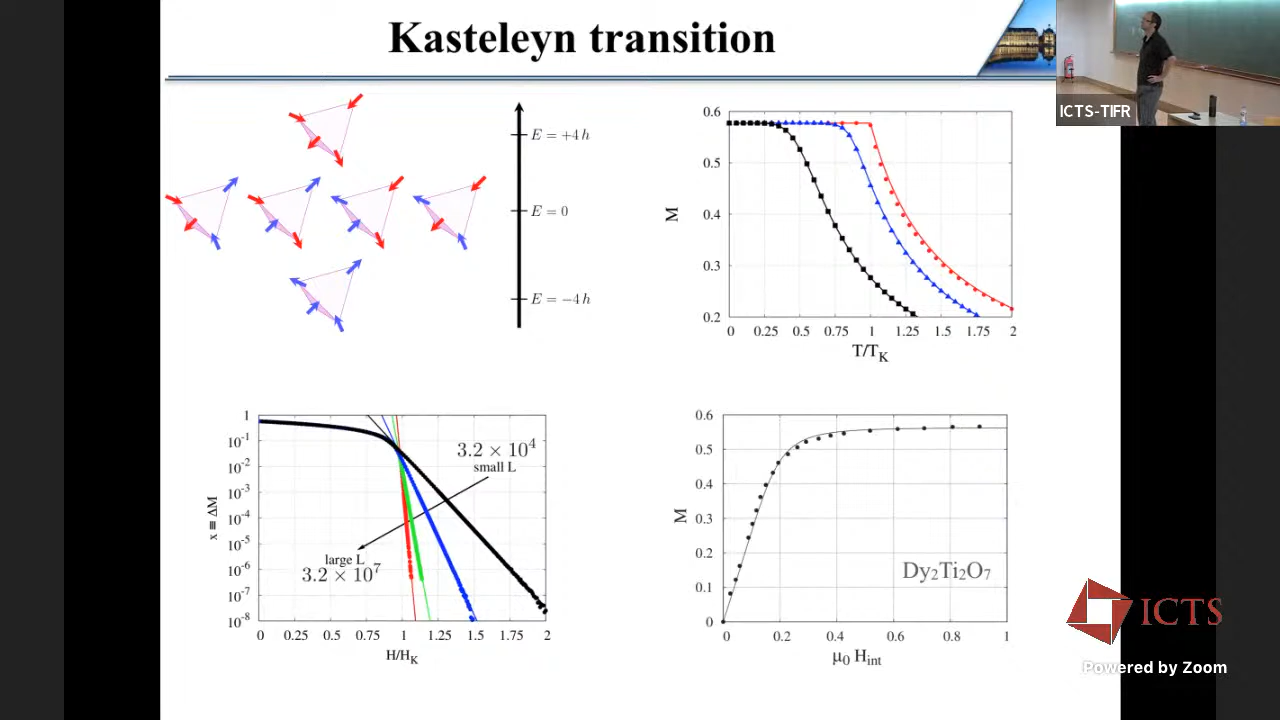 Kasteleyn transition
ICTS-TIFR
E = +4 h
E = 0
E = −4 h
0.6
0.5
0.4
0.3
0.2
M
0 0.25 0.5 0.75 1 1.25 1.5 1.75 2
T/T_K
1
10^-1
10^-2
10^-3
10^-4
10^-5
10^-6
10^-7
10^-8
x ≡ ΔM
3.2 × 10^4
small L
large L
3.2 × 10^7
0 0.25 0.5 0.75 1 1.25 1.5 1.75 2
H/H_K
0.6
0.5
0.4
0.3
0.2
0.1
0
M
Dy₂Ti₂O₇
0 0.2 0.4 0.6 0.8 1
μ₀ H_int
ICTS
Powered by Zoom